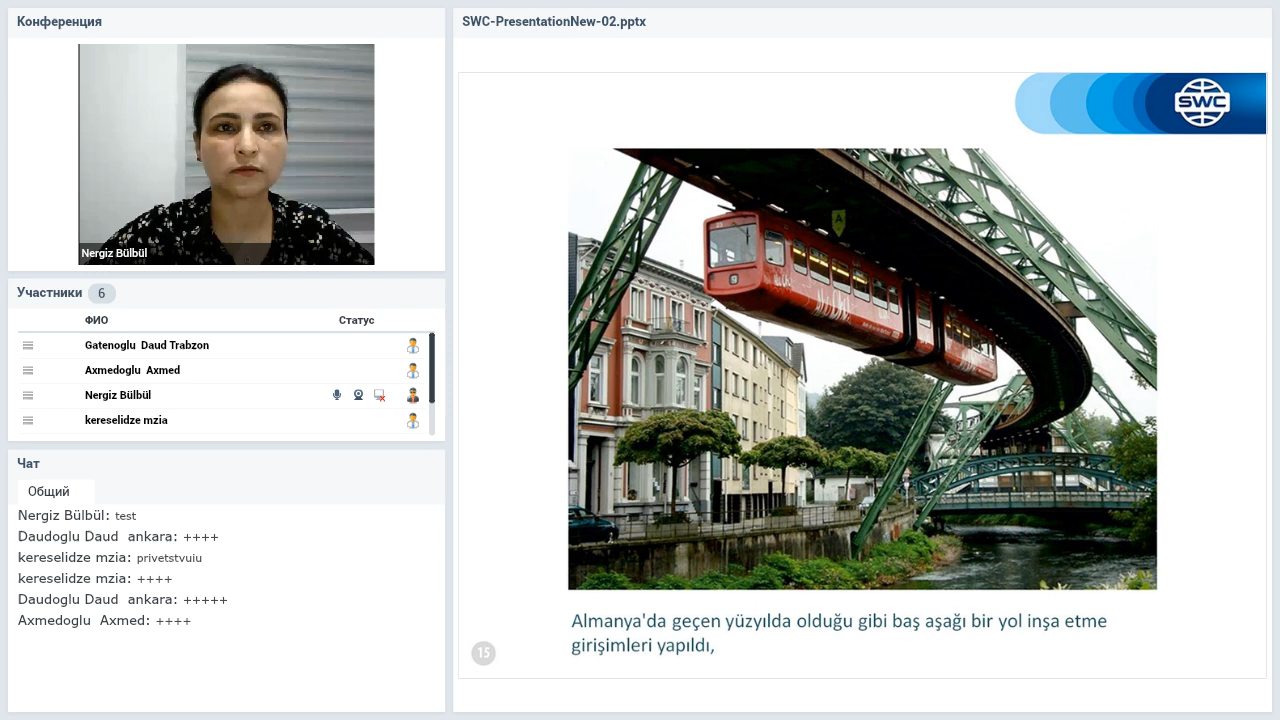 Конференция
Nergiz Bülbül
Участники 6
ФИО Статус
Gatenoglu Daud Trabzon
Axmedoglu Axmed
Nergiz Bülbül
kereselidze mzia
Чат
Общий
Nergiz Bülbül: test
Daudoglu Daud ankara: ++++
kereselidze mzia: privetstvuiu
kereselidze mzia: ++++
Daudoglu Daud ankara: +++++
Axmedoglu Axmed: ++++
SWC-PresentationNew-02.pptx
SWC
A
Almanya'da geçen yüzyılda olduğu gibi baş aşağı bir yol inşa etme
girişimleri yapıldı,
15